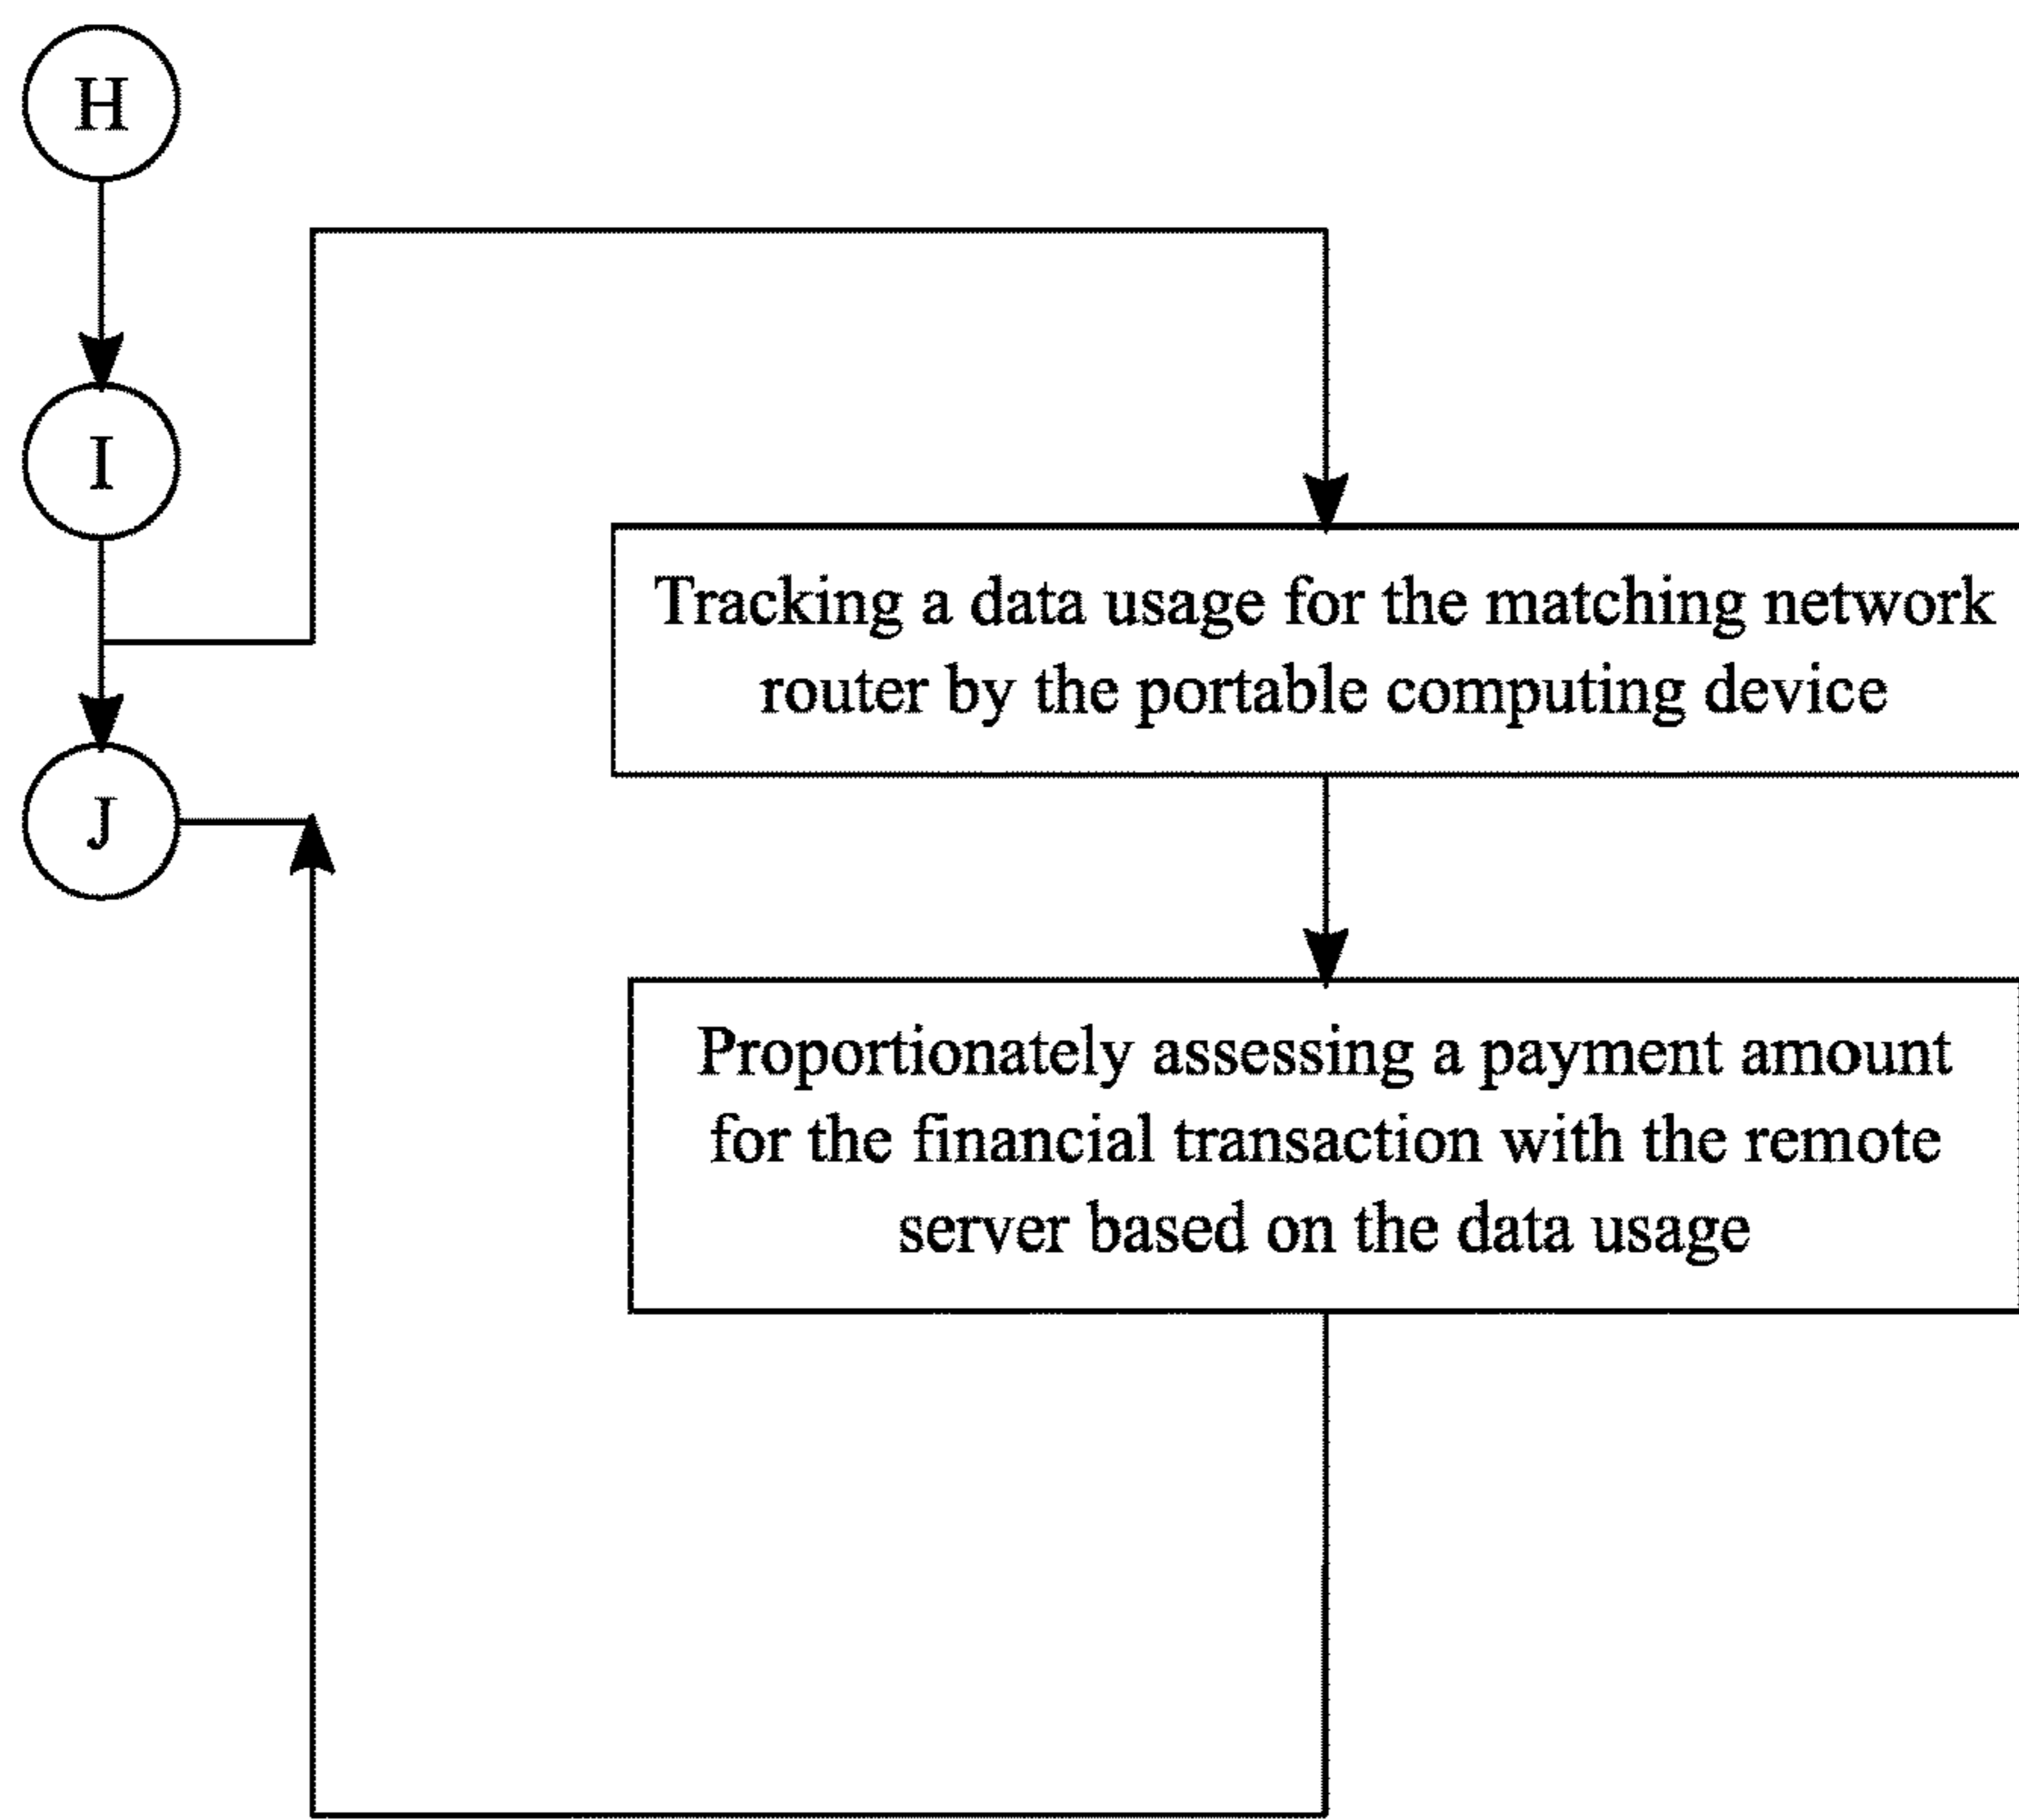 H
I
J
Tracking a data usage for the matching network
router by the portable computing device
Proportionately assessing a payment amount
for the financial transaction with the remote
server based on the data usage